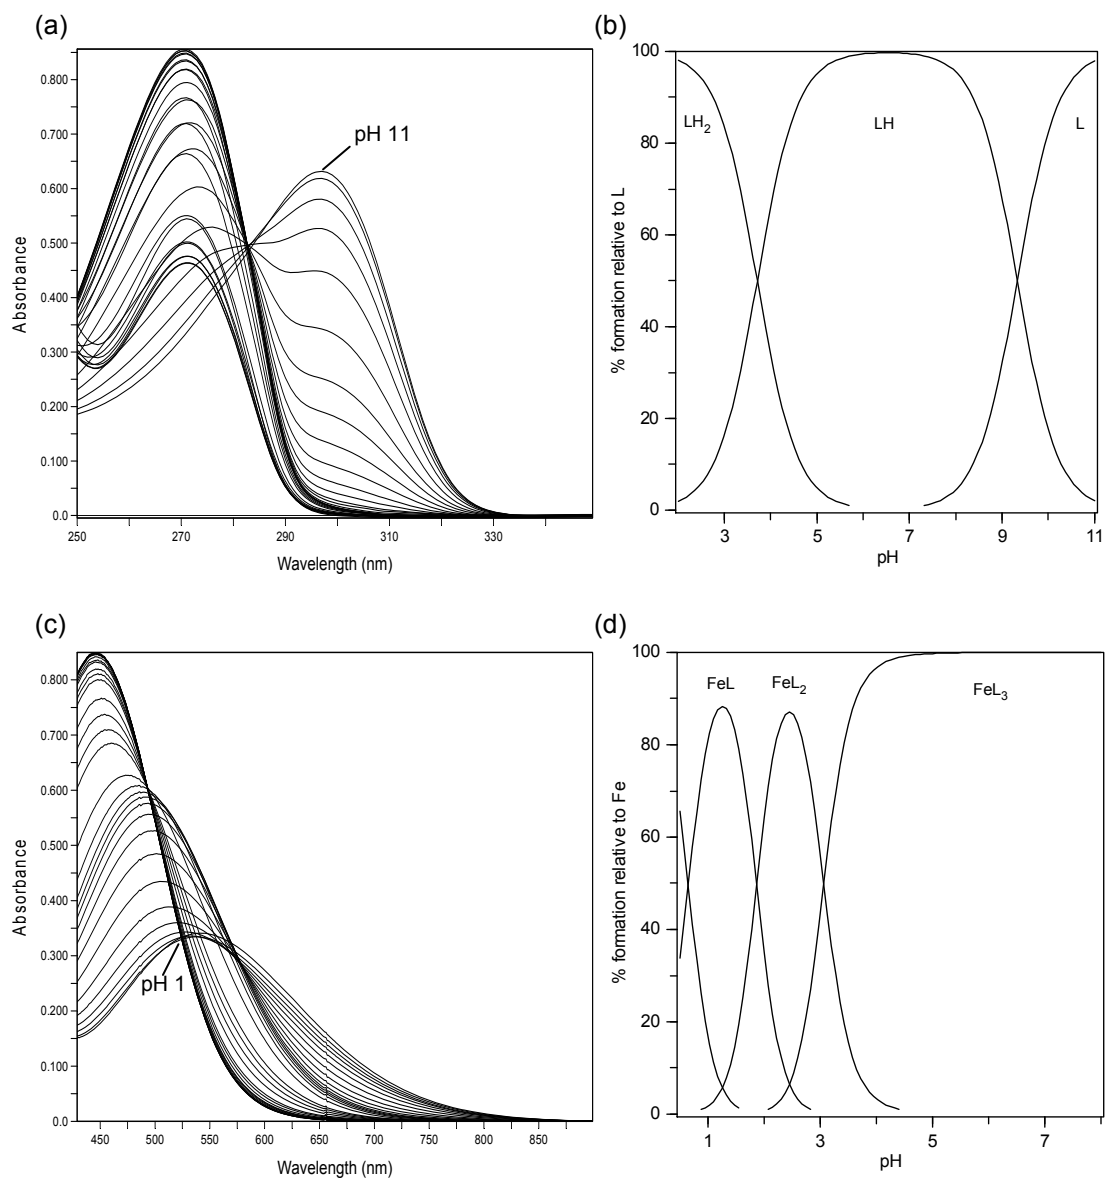 (a)
0.800
0.700
0.600
0.500
0.400
0.300
0.200
0.100
0.0
Absorbance
pH 11
250 270 290 310 330
Wavelength (nm)
(b)
100
80
60
40
20
0
% formation relative to L
LH2
LH
L
3 5 7 9 11
pH
(c)
0.800
0.700
0.600
0.500
0.400
0.300
0.200
0.100
0.0
Absorbance
pH 1
450 500 550 600 650 700 750 800 850
Wavelength (nm)
(d)
100
80
60
40
20
0
% formation relative to Fe
FeL
FeL2
FeL3
1 3 5 7
pH